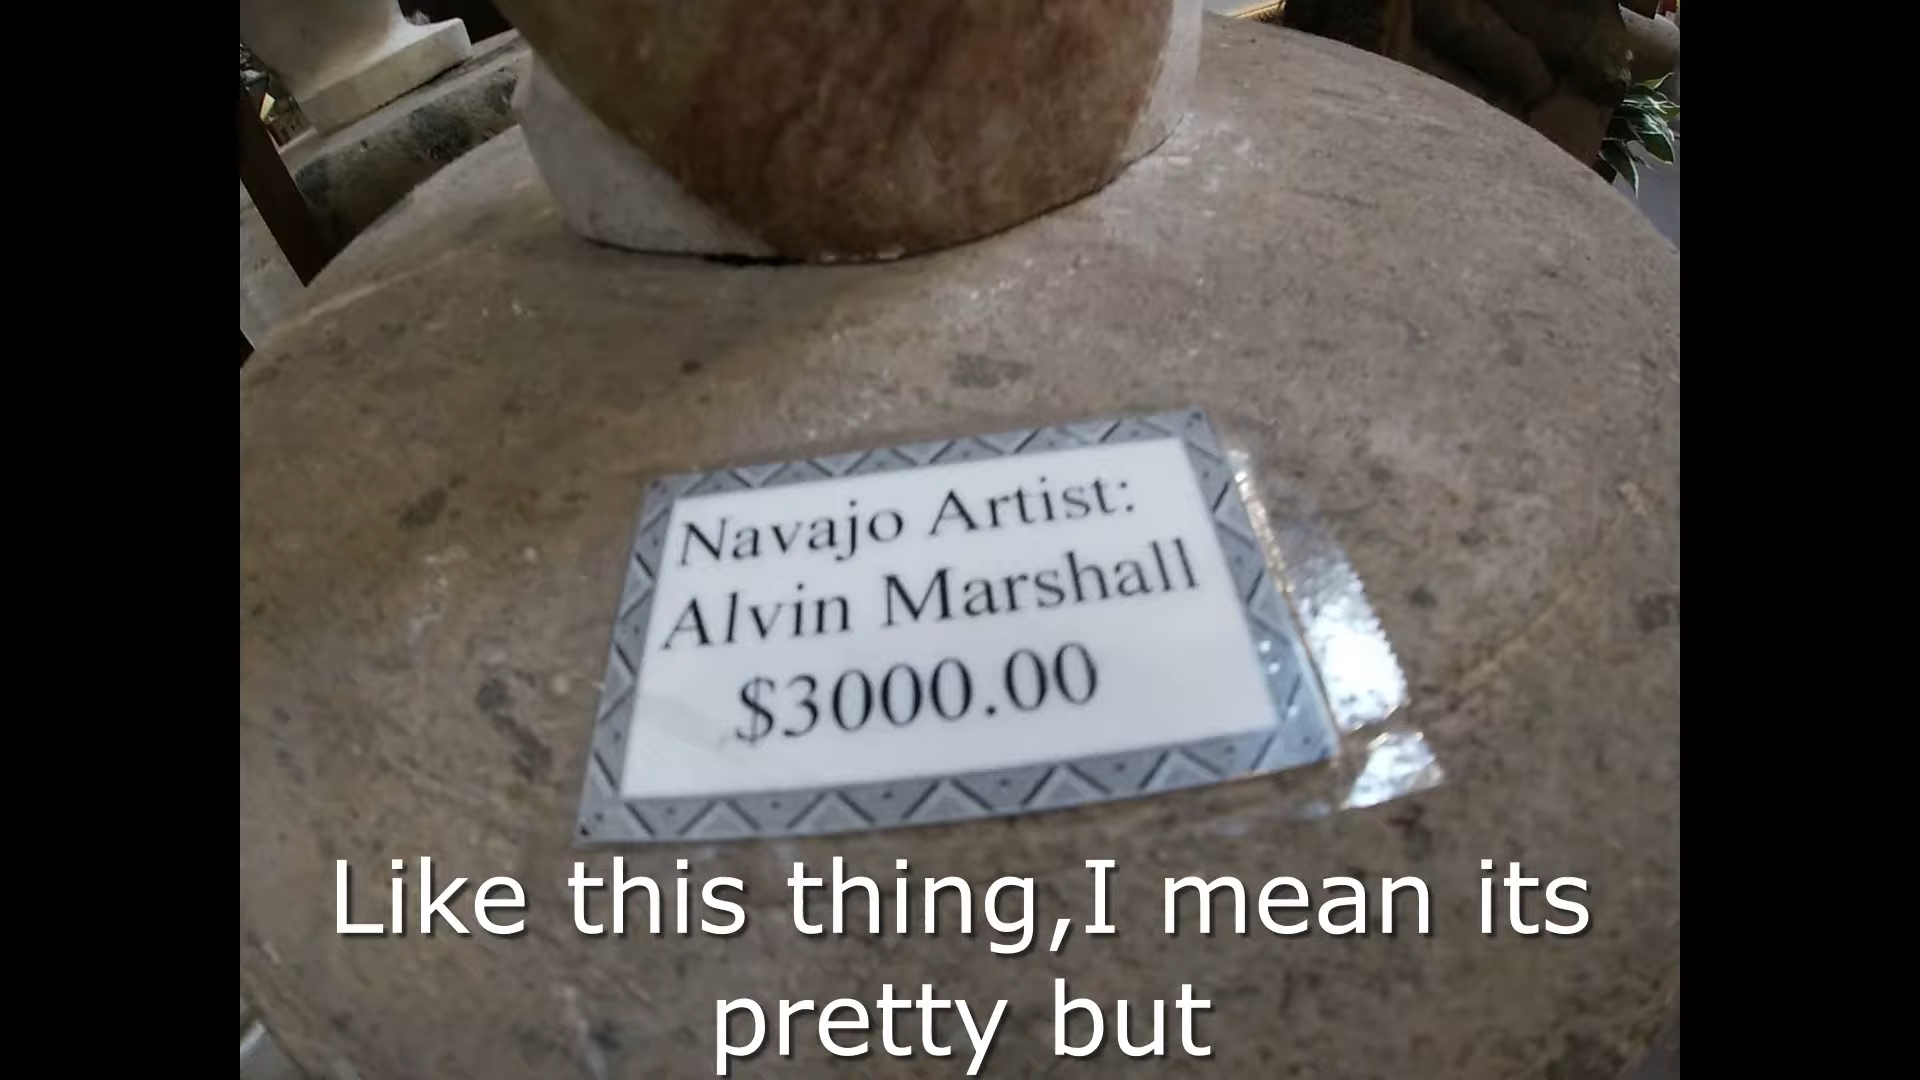 Navajo Artist:
Alvin Marshall
$3000.00
Like this thing,I mean its
pretty but